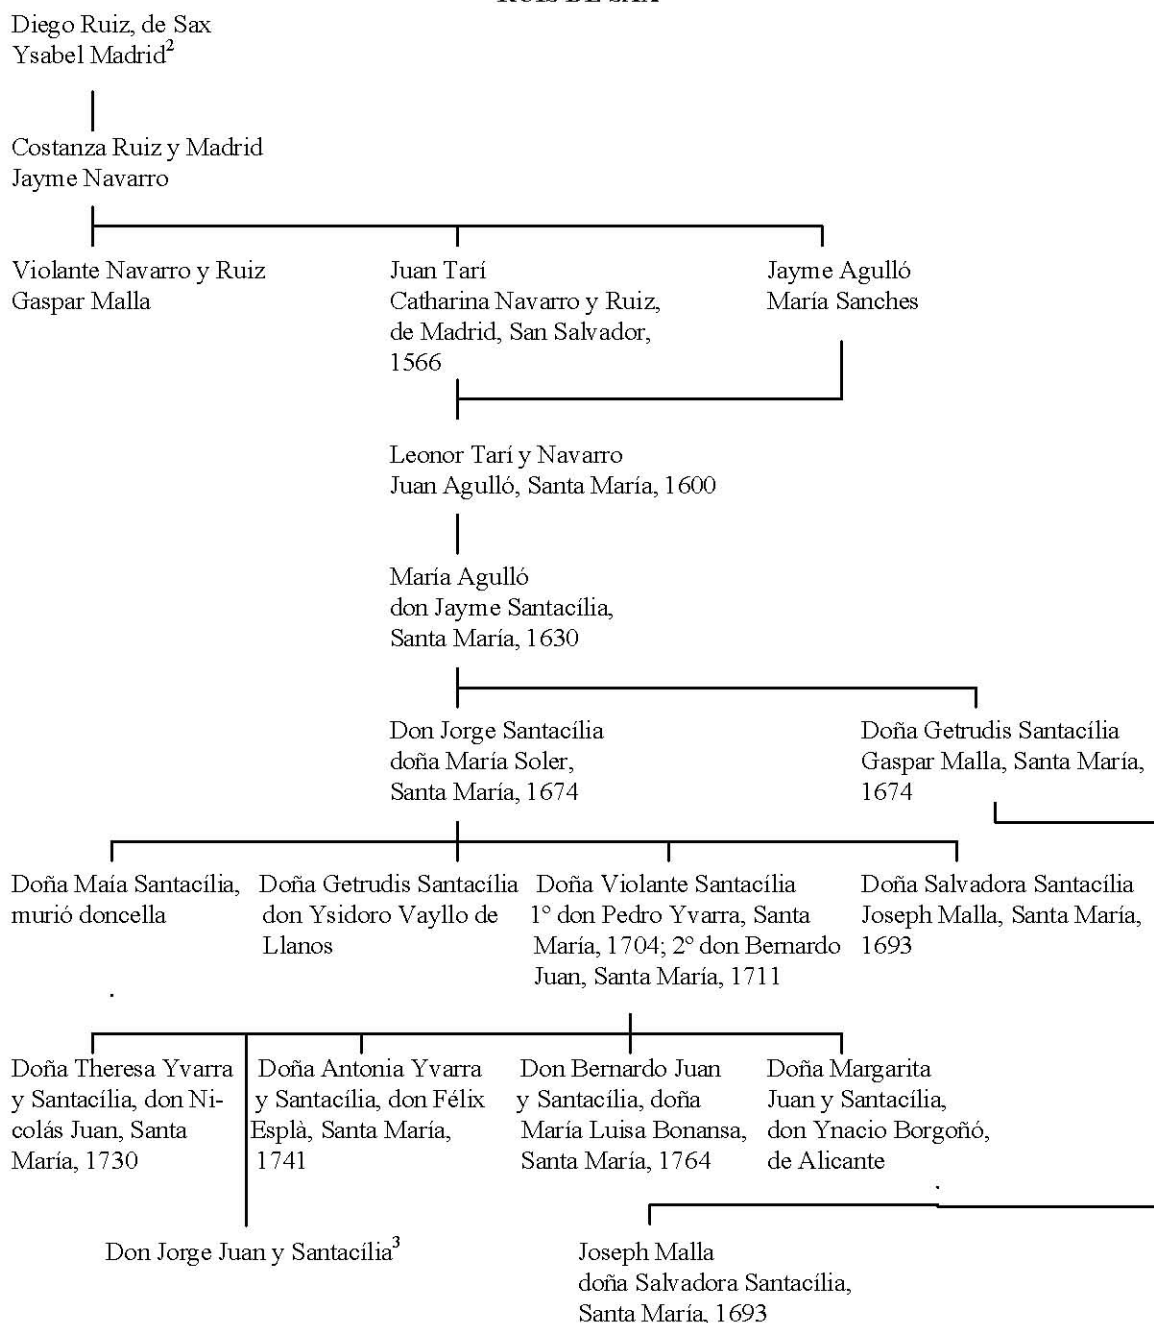 RUIS DE SAX
Diego Ruiz, de Sax
Ysabel Madrid²
Costanza Ruiz y Madrid
Jayme Navarro
Violante Navarro y Ruiz
Gaspar Malla
Juan Tarí
Catharina Navarro y Ruiz,
de Madrid, San Salvador,
1566
Jayme Agulló
María Sanches
Leonor Tarí y Navarro
Juan Agulló, Santa María, 1600
María Agulló
don Jayme Santacília,
Santa María, 1630
Don Jorge Santacília
doña María Soler,
Santa María, 1674
Doña Getrudis Santacília
Gaspar Malla, Santa María,
1674
Doña Maía Santacília,
murió doncella
Doña Getrudis Santacília
don Ysidoro Vayllo de
Llanos
Doña Violante Santacília
1º don Pedro Yvarra, Santa
María, 1704; 2º don Bernardo
Juan, Santa María, 1711
Doña Salvadora Santacília
Joseph Malla, Santa María,
1693
Doña Theresa Yvarra
y Santacília, don Ni-
colás Juan, Santa
María, 1730
Doña Antonia Yvarra
y Santacília, don Félix
Esplà, Santa María,
1741
Don Bernardo Juan
y Santacília, doña
María Luisa Bonansa,
Santa María, 1764
Doña Margarita
Juan y Santacília,
don Ynacio Borgoñó,
de Alicante
Don Jorge Juan y Santacília³
Joseph Malla
doña Salvadora Santacília,
Santa María, 1693